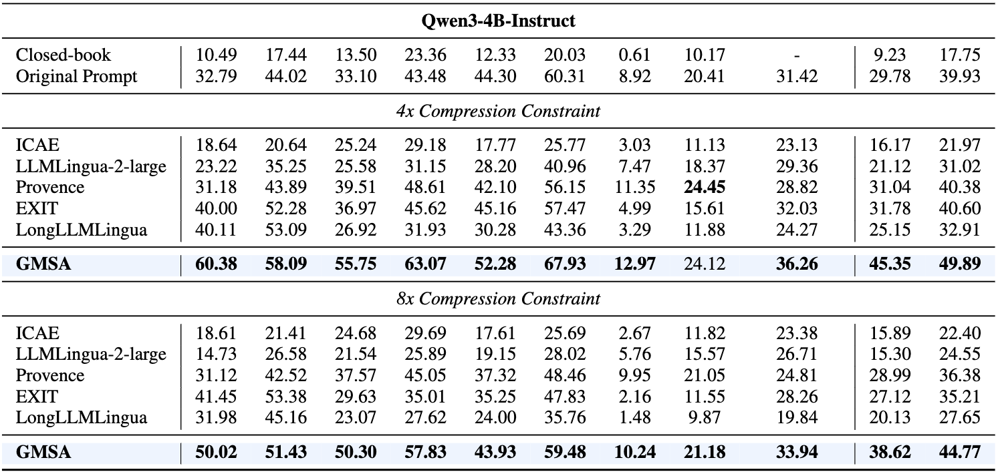 Qwen3-4B-Instruct
Closed-book 10.49 17.44 13.50 23.36 12.33 20.03 0.61 10.17 - 9.23 17.75
Original Prompt 32.79 44.02 33.10 43.48 44.30 60.31 8.92 20.41 31.42 29.78 39.93
4x Compression Constraint
ICAE 18.64 20.64 25.24 29.18 17.77 25.77 3.03 11.13 23.13 16.17 21.97
LLMLingua-2-large 23.22 35.25 25.58 31.15 28.20 40.96 7.47 18.37 29.36 21.12 31.02
Provence 31.18 43.89 39.51 48.61 42.10 56.15 11.35 24.45 28.82 31.04 40.38
EXIT 40.00 52.28 36.97 45.62 45.16 57.47 4.99 15.61 32.03 31.78 40.60
LongLLMLingua 40.11 53.09 26.92 31.93 30.28 43.36 3.29 11.88 24.27 25.15 32.91
GMSA 60.38 58.09 55.75 63.07 52.28 67.93 12.97 24.12 36.26 45.35 49.89
8x Compression Constraint
ICAE 18.61 21.41 24.68 29.69 17.61 25.69 2.67 11.82 23.38 15.89 22.40
LLMLingua-2-large 14.73 26.58 21.54 25.89 19.15 28.02 5.76 15.57 26.71 15.30 24.55
Provence 31.12 42.52 37.57 45.05 37.32 48.46 9.95 21.05 24.81 28.99 36.38
EXIT 41.45 53.38 29.63 35.01 35.25 47.83 2.16 11.55 28.26 27.12 35.21
LongLLMLingua 31.98 45.16 23.07 27.62 24.00 35.76 1.48 9.87 19.84 20.13 27.65
GMSA 50.02 51.43 50.30 57.83 43.93 59.48 10.24 21.18 33.94 38.62 44.77